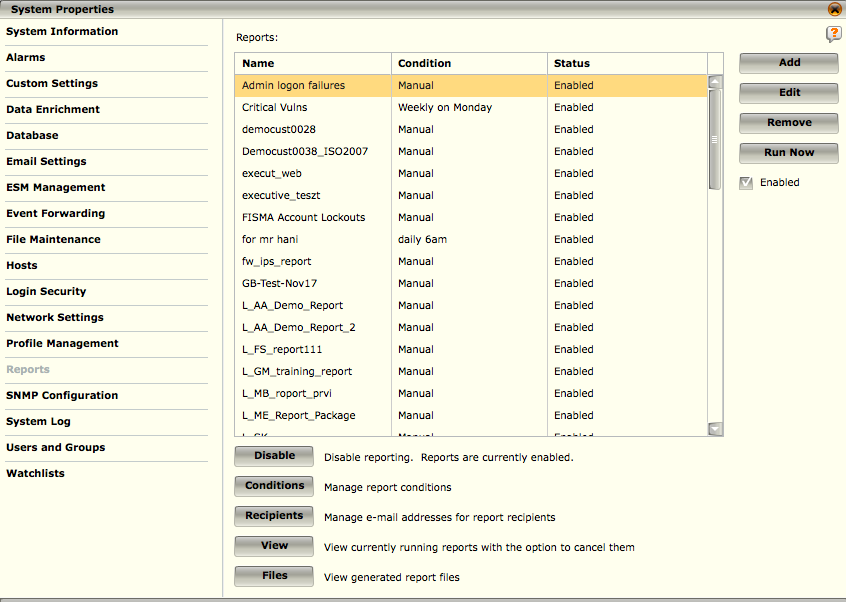 System Properties
System Information
Alarms
Custom Settings
Data Enrichment
Database
Email Settings
ESM Management
Event Forwarding
File Maintenance
Hosts
Login Security
Network Settings
Profile Management
Reports
SNMP Configuration
System Log
Users and Groups
Watchlists
Reports:
Name Condition Status
Admin logon failures Manual Enabled
Critical Vulns Weekly on Monday Enabled
democust0028 Manual Enabled
Democust0038_ISO2007 Manual Enabled
execut_web Manual Enabled
executive_teszt Manual Enabled
FISMA Account Lockouts Manual Enabled
for mr hani daily 6am Enabled
fw_ips_report Manual Enabled
GB-Test-Nov17 Manual Enabled
L_AA_Demo_Report Manual Enabled
L_AA_Demo_Report_2 Manual Enabled
L_FS_report111 Manual Enabled
L_GM_training_report Manual Enabled
L_MB_roport_prvi Manual Enabled
L_ME_Report_Package Manual Enabled
Add
Edit
Remove
Run Now
Enabled
Disable Disable reporting. Reports are currently enabled.
Conditions Manage report conditions
Recipients Manage e-mail addresses for report recipients
View View currently running reports with the option to cancel them
Files View generated report files